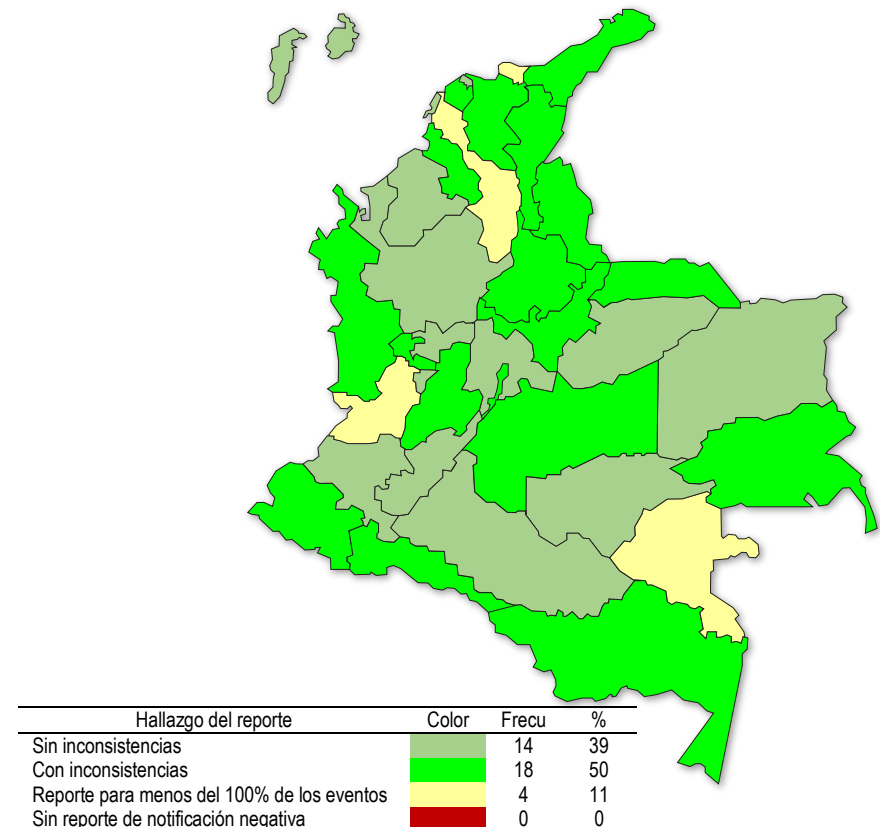 Hallazgo del reporte Color Frecu %
Sin inconsistencias 14 39
Con inconsistencias 18 50
Reporte para menos del 100% de los eventos 4 11
Sin reporte de notificación negativa 0 0